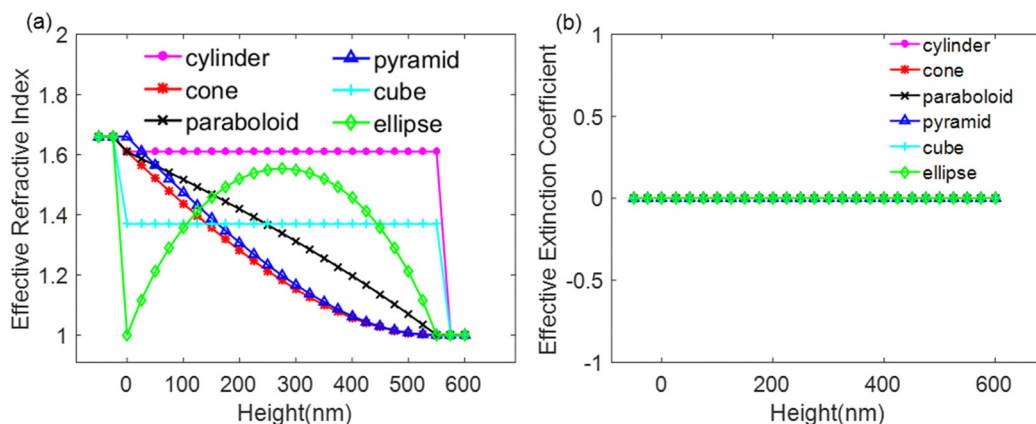 (a)
Effective Refractive Index
2
1.8
1.6
1.4
1.2
1
cylinder
cone
paraboloid
pyramid
cube
ellipse
0 100 200 300 400 500 600
Height(nm)
(b)
Effective Extinction Coefficient
1
0.5
0
-0.5
-1
cylinder
cone
paraboloid
pyramid
cube
ellipse
0 200 400 600
Height(nm)